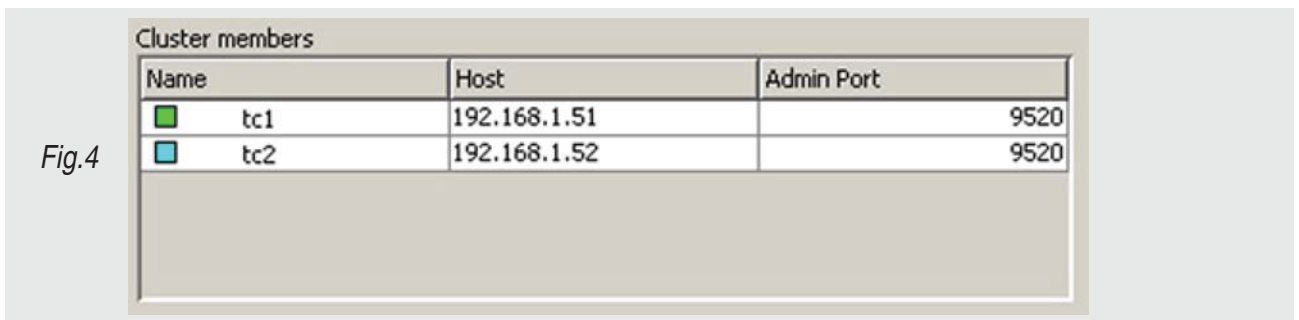 Cluster members
Name Host Admin Port
tc1 192.168.1.51 9520
tc2 192.168.1.52 9520
Fig.4